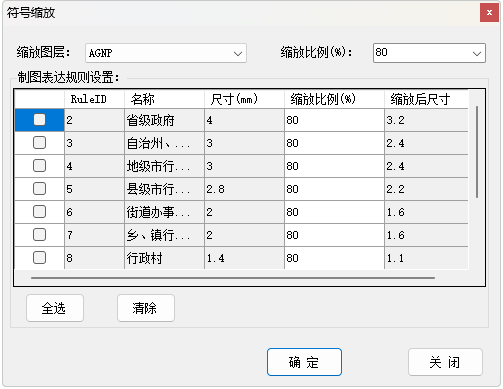 符号缩放
缩放图层: AGNP 缩放比例(%): 80
制图表达规则设置:
RuleID 名称 尺寸(mm) 缩放比例(%) 缩放后尺寸
2 省级政府 4 80 3.2
3 自治州、... 3 80 2.4
4 地级市行... 3 80 2.4
5 县级市行... 2.8 80 2.2
6 街道办事... 2 80 1.6
7 乡、镇行... 2 80 1.6
8 行政村 1.4 80 1.1
全选 清除
确 定 关 闭